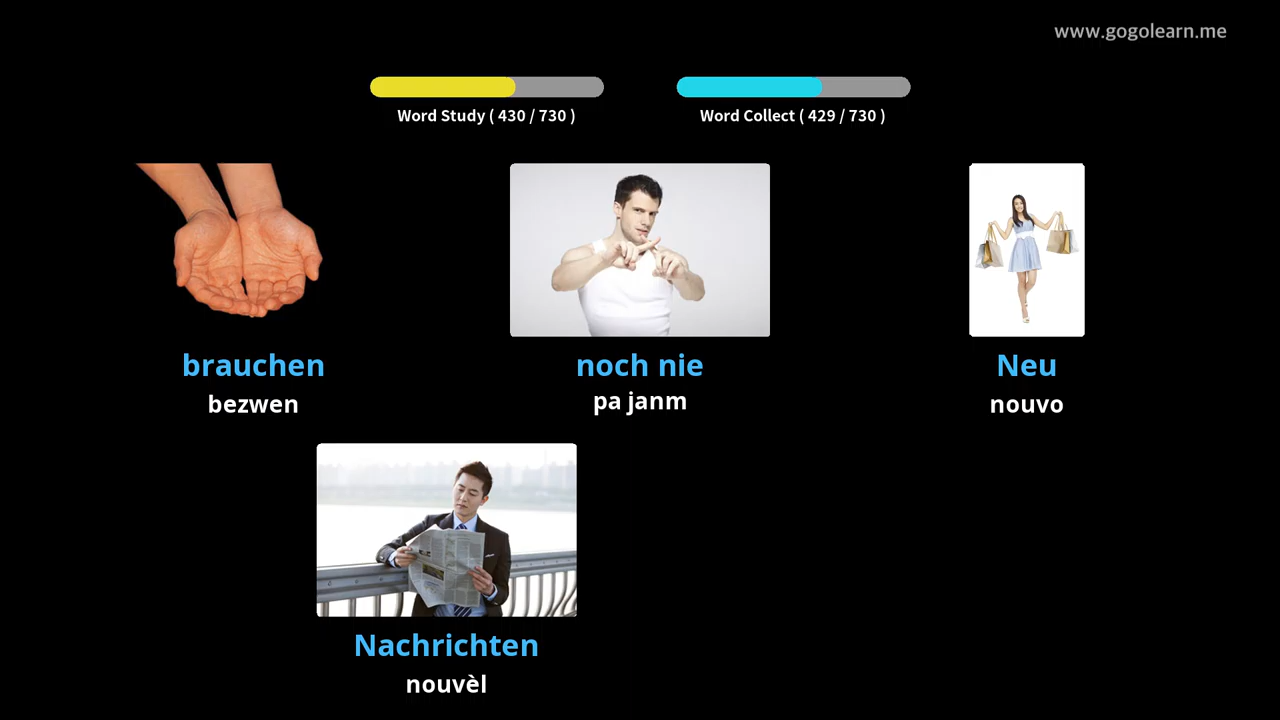 www.gogolearn.me
Word Study ( 430 / 730 )
Word Collect ( 429 / 730 )
brauchen
bezwen
noch nie
pa janm
Neu
nouvo
Nachrichten
nouvèl